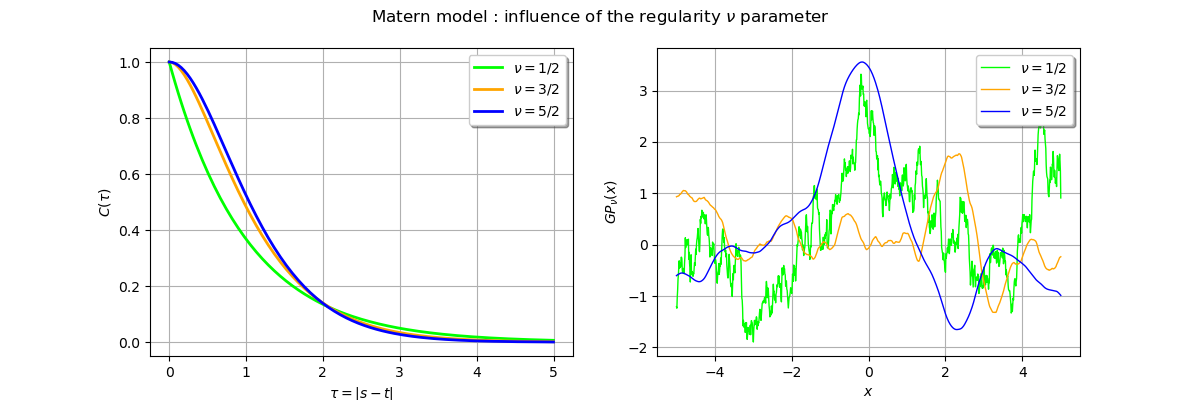 Matern model : influence of the regularity ν parameter
1.0
0.8
0.6
0.4
0.2
0.0
C(τ)
ν = 1/2
ν = 3/2
ν = 5/2
0 1 2 3 4 5
τ = |s − t|
3
2
1
0
−1
−2
GPν(x)
ν = 1/2
ν = 3/2
ν = 5/2
−4 −2 0 2 4
x